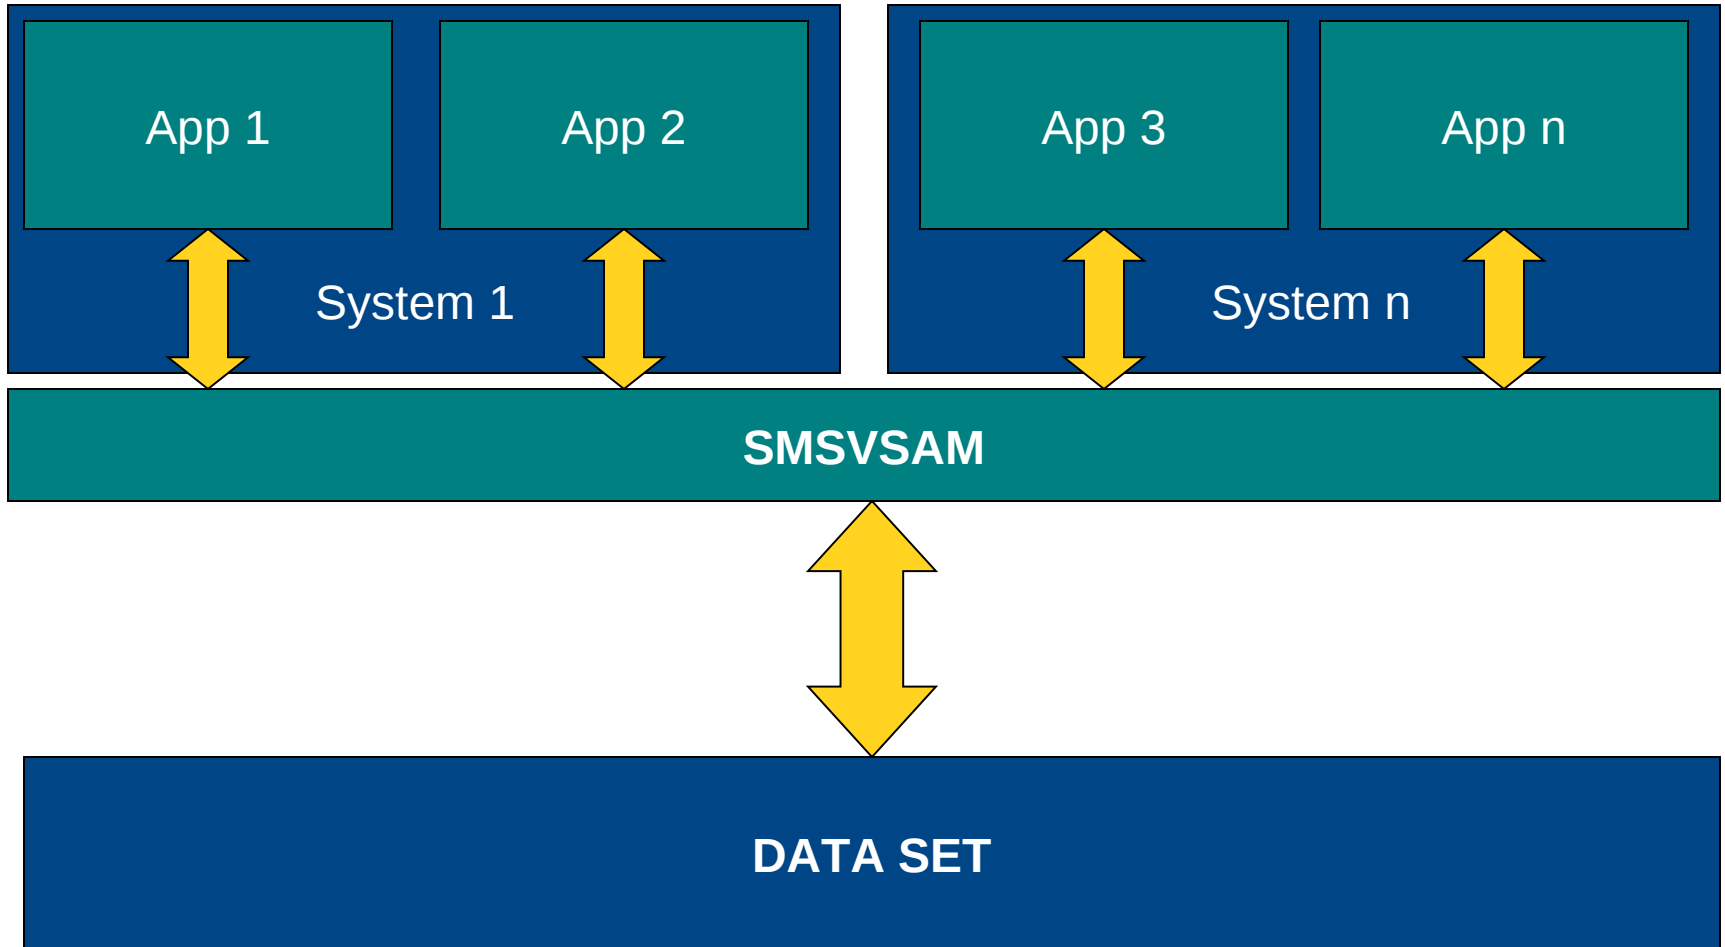 App 1
App 2
App 3
App n
System 1
System n
SMSVSAM
DATA SET